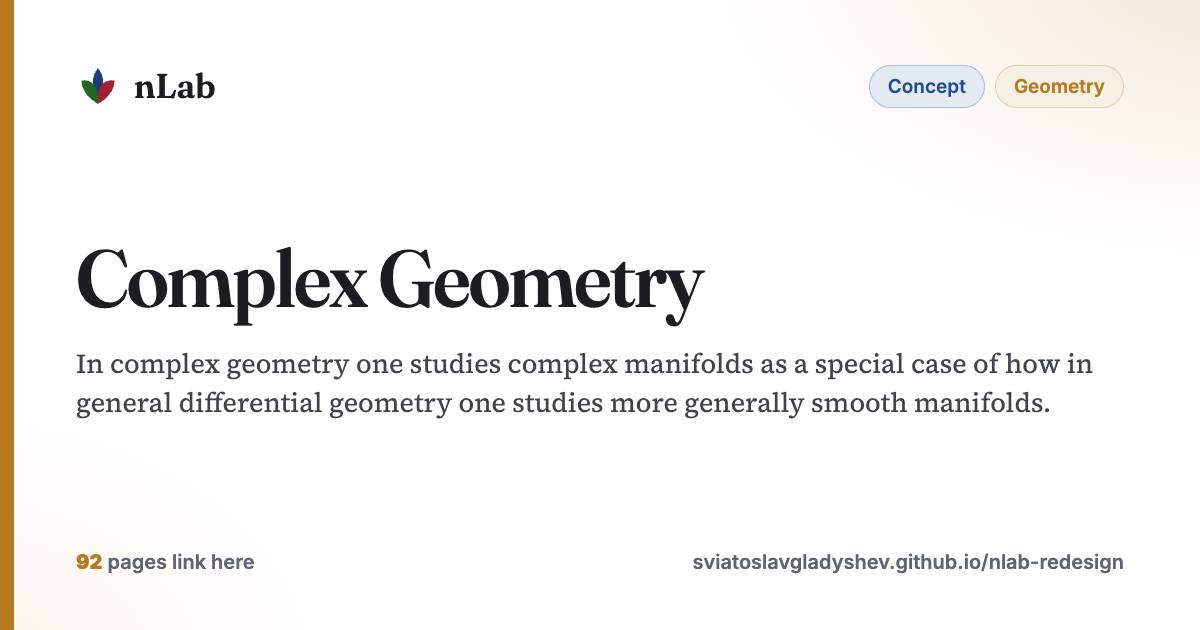 nLab
Concept
Geometry
Complex Geometry
In complex geometry one studies complex manifolds as a special case of how in
general differential geometry one studies more generally smooth manifolds.
92 pages link here
sviatoslavgladyshev.github.io/nlab-redesign